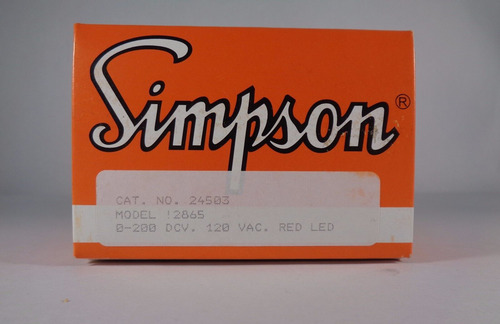 Simpson®
CAT. NO. 24503
MODEL !2865
0-200 DCV. 120 VAC. RED LED